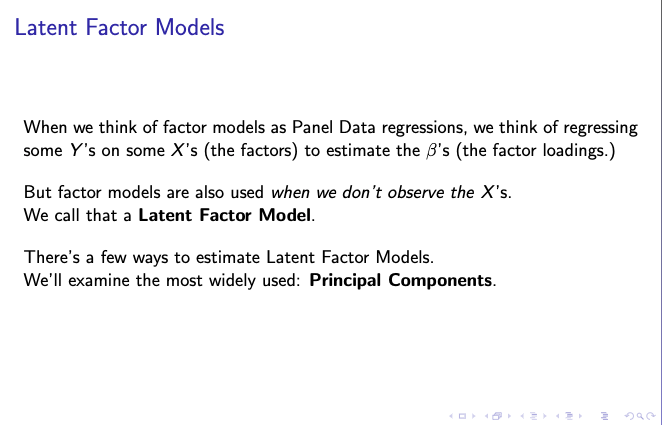 Latent Factor Models
When we think of factor models as Panel Data regressions, we think of regressing
some Y's on some X's (the factors) to estimate the β's (the factor loadings.)
But factor models are also used when we don't observe the X's.
We call that a Latent Factor Model.
There's a few ways to estimate Latent Factor Models.
We'll examine the most widely used: Principal Components.